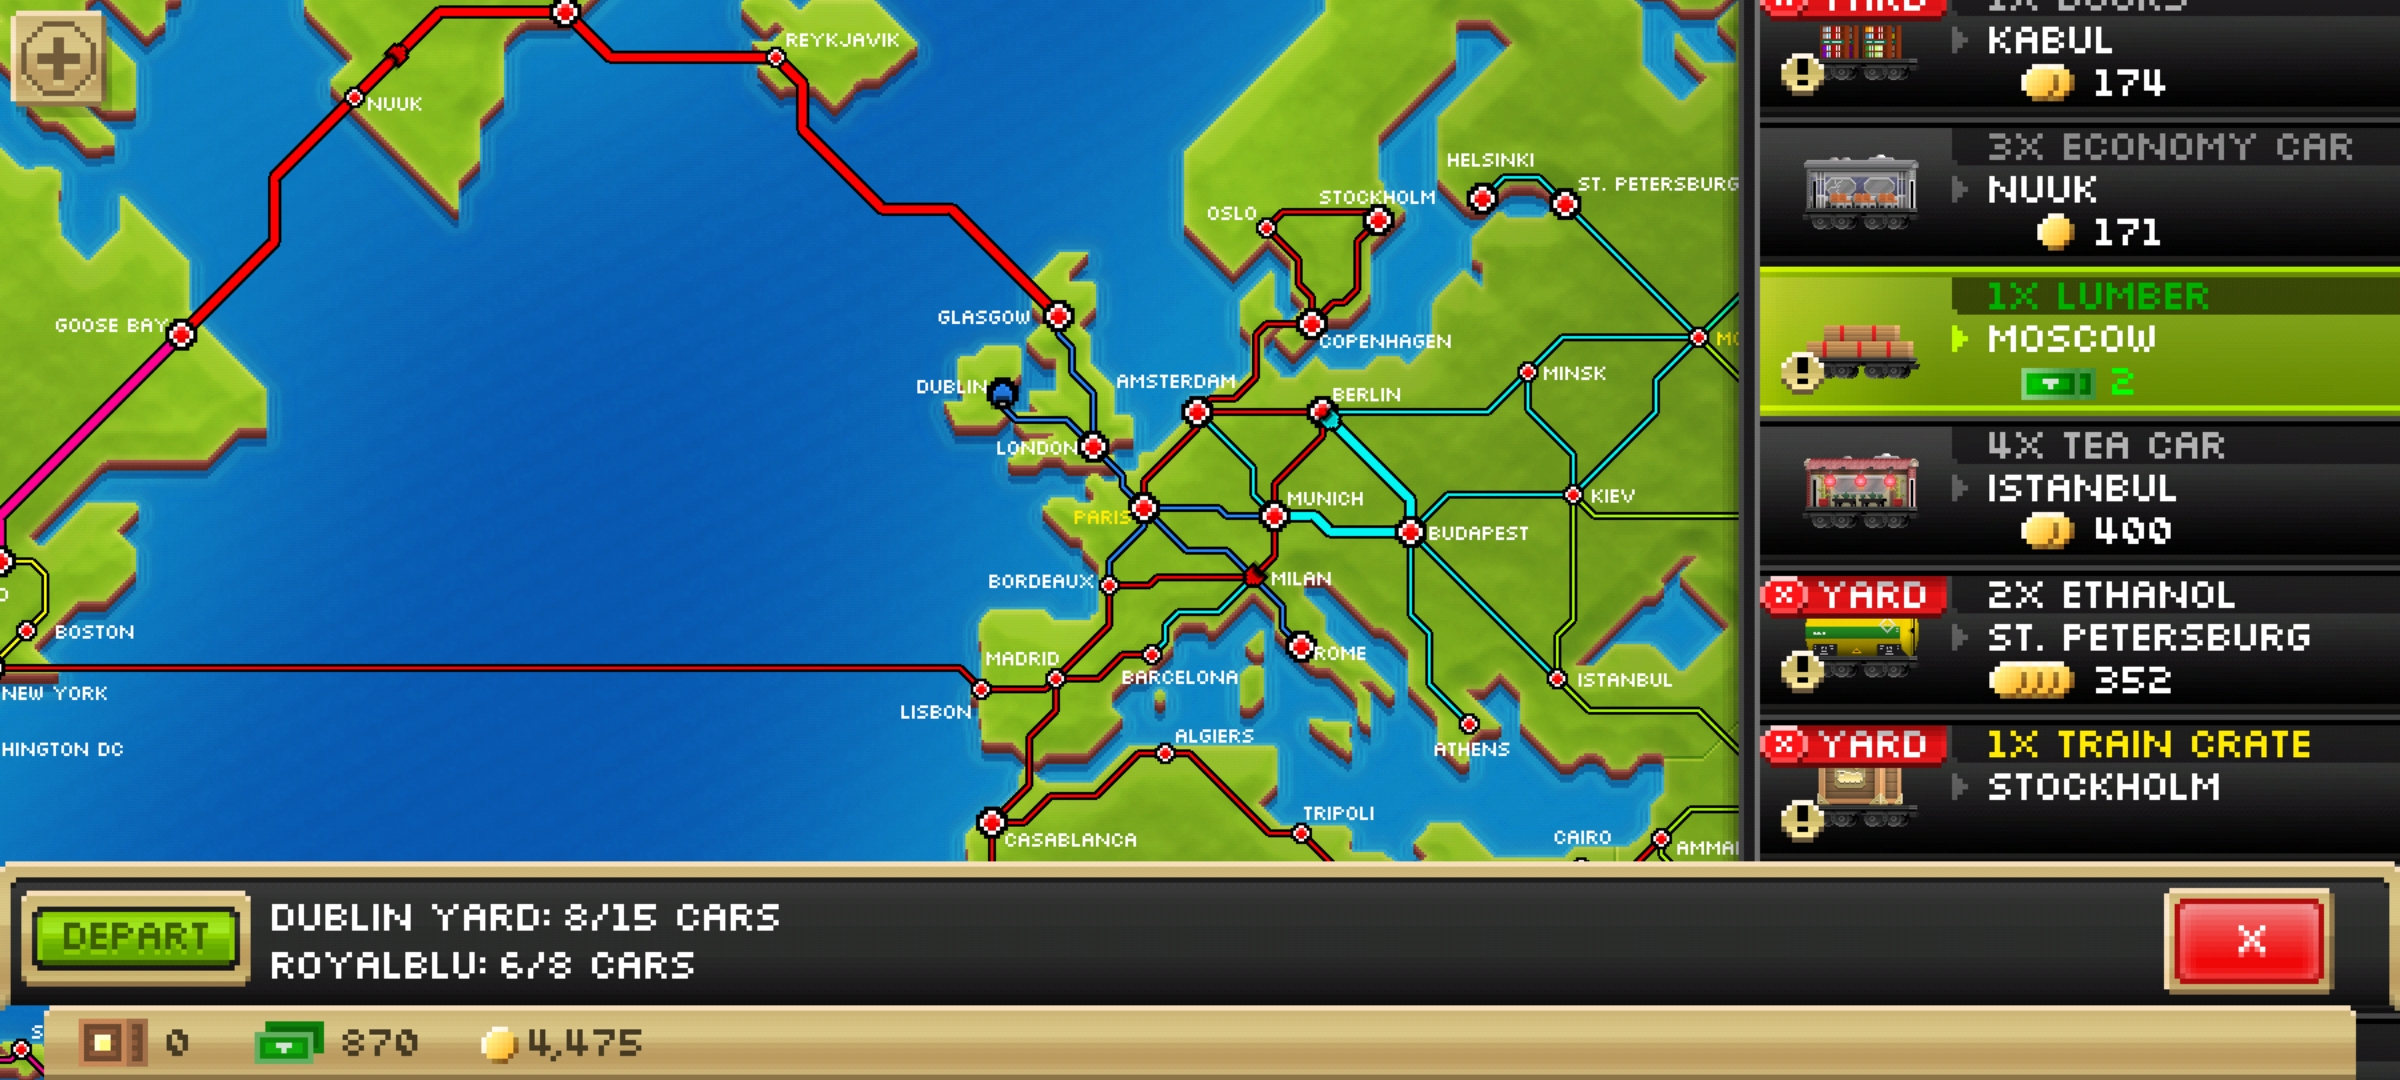 REYKJAVIK
NUUK
HELSINKI
ST. PETERSBURG
STOCKHOLM
OSLO
GOOSE BAY
GLASGOW
COPENHAGEN
DUBLIN
AMSTERDAM
BERLIN
MINSK
LONDON
MUNICH
KIEV
PARIS
BUDAPEST
BORDEAUX
MILAN
BOSTON
MADRID
ROME
BARCELONA
ISTANBUL
NEW YORK
LISBON
ALGIERS
ATHENS
HINGTON DC
TRIPOLI
CAIRO
CASABLANCA
AMMA
YARD
1X BOOKS
KABUL
174
3X ECONOMY CAR
NUUK
171
1X LUMBER
MOSCOW
2
4X TEA CAR
ISTANBUL
400
YARD
2X ETHANOL
ST. PETERSBURG
352
YARD
1X TRAIN CRATE
STOCKHOLM
DEPART
DUBLIN YARD: 8/15 CARS
ROYALBLU: 6/8 CARS
X
0
870
4,475